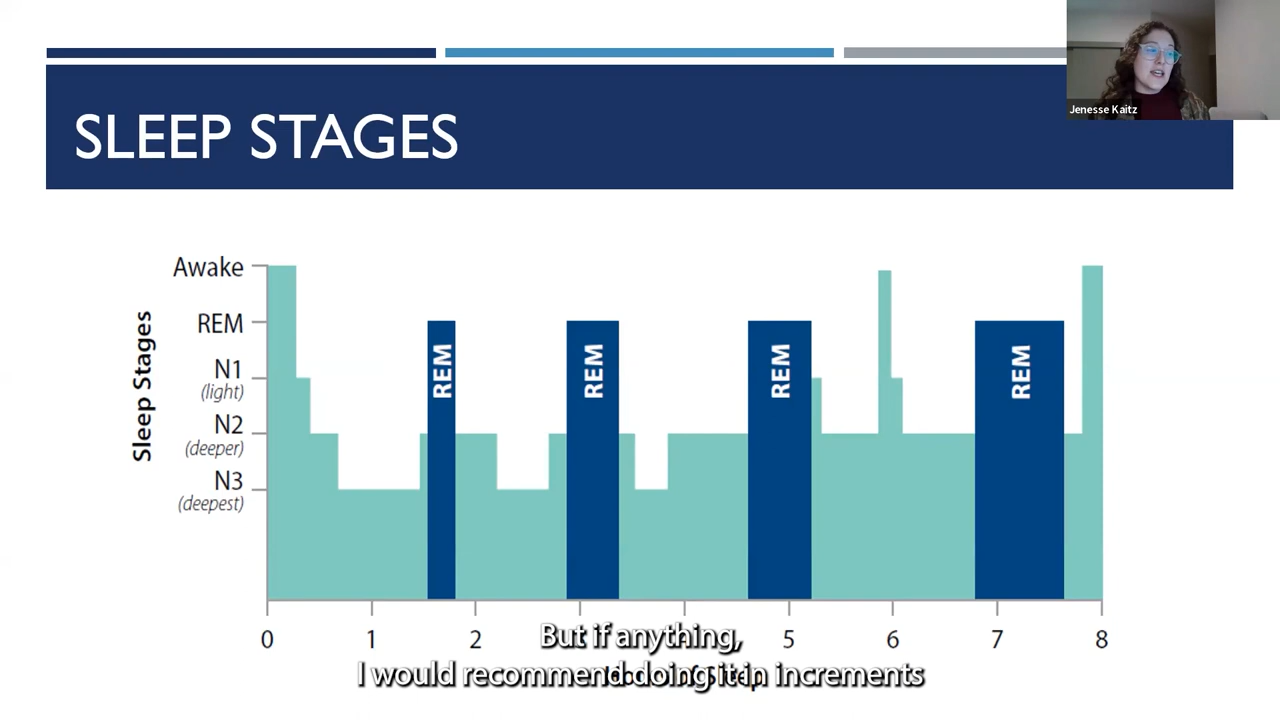 Jenesse Kaitz
SLEEP STAGES
Awake
REM
N1
(light)
N2
(deeper)
N3
(deepest)
Sleep Stages
REM
REM
REM
REM
0 1 2 5 6 7 8
But if anything,
I would recommend doing it in increments